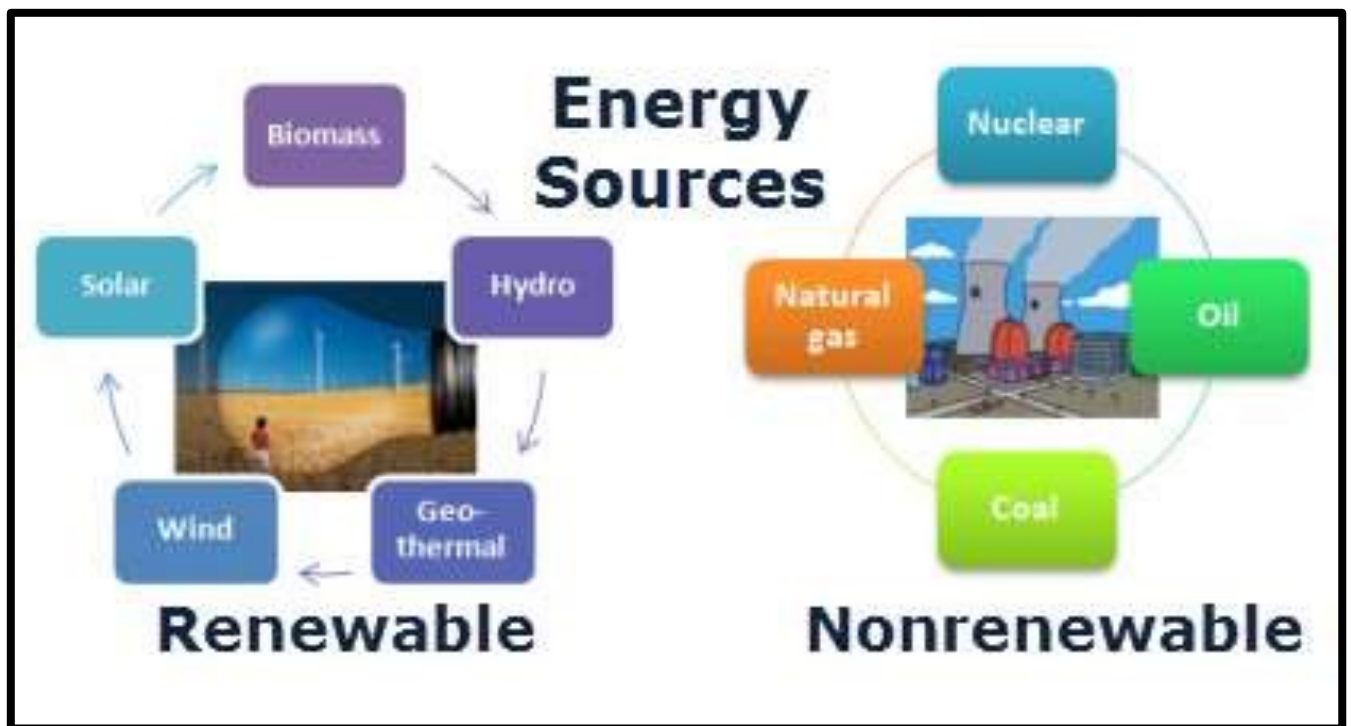 Energy
Sources
Biomass
Hydro
Geo-
thermal
Wind
Solar
Renewable
Nuclear
Oil
Coal
Natural
gas
Nonrenewable